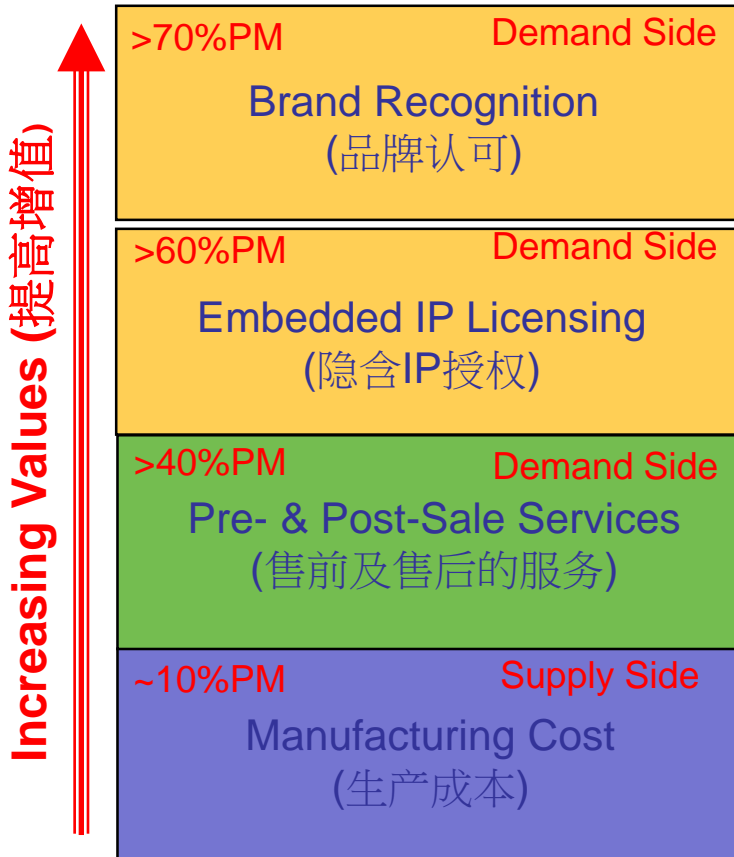 >70%PM Demand Side
Brand Recognition
(品牌认可)
>60%PM Demand Side
Embedded IP Licensing
(隐含IP授权)
>40%PM Demand Side
Pre- & Post-Sale Services
(售前及售后的服务)
~10%PM Supply Side
Manufacturing Cost
(生产成本)
Increasing Values (提高增值)